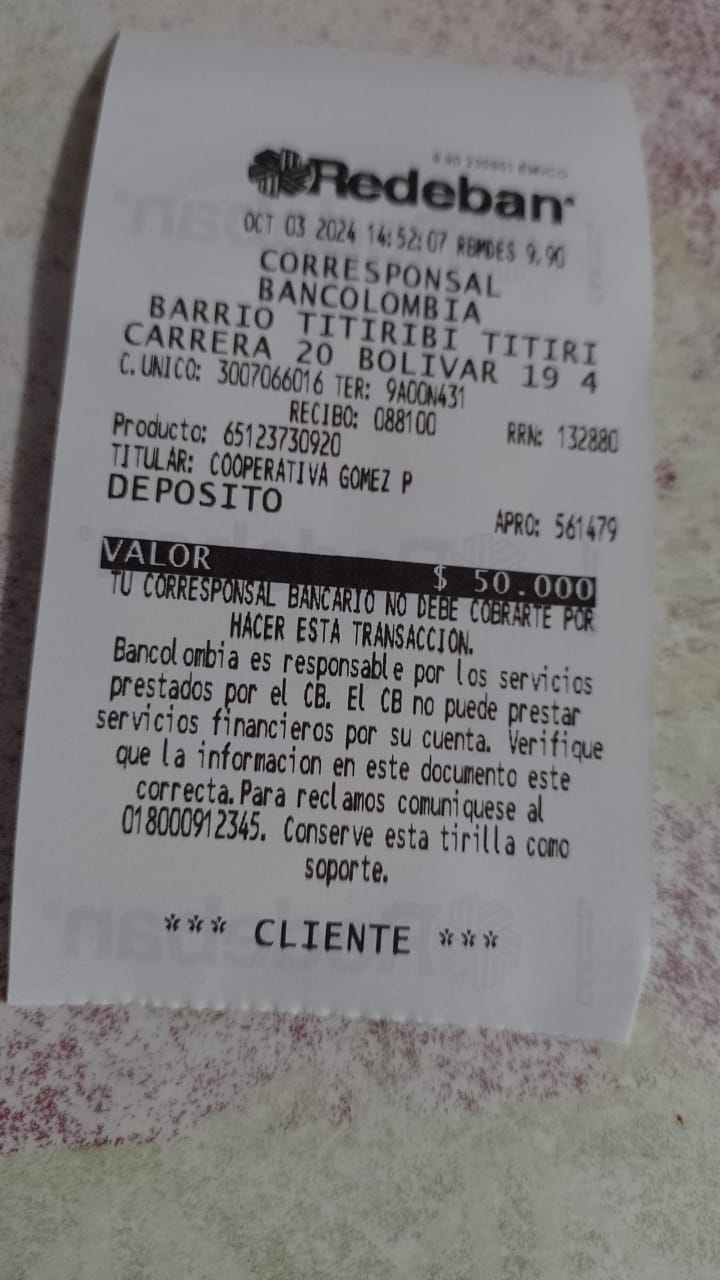 Redeban
OCT 03 2024 14:52:07 RBMDES 9.90
CORRESPONSAL
BANCOLOMBIA
BARRIO TITIRIBI TITIRI
CARRERA 20 BOLIVAR 19 4
C.UNICO: 3007066016 TER: 9A00N431
RECIBO: 088100 RRN: 132880
Producto: 65123730920
TITULAR: COOPERATIVA GOMEZ P
DEPOSITO APRO: 561479
VALOR $ 50.000
TU CORRESPONSAL BANCARIO NO DEBE COBRARTE POR
HACER ESTA TRANSACCION.
Bancolombia es responsable por los servicios
prestados por el CB. El CB no puede prestar
servicios financieros por su cuenta. Verifique
que la informacion en este documento este
correcta.Para reclamos comuniquese al
018000912345. Conserve esta tirilla como
soporte.
*** CLIENTE ***